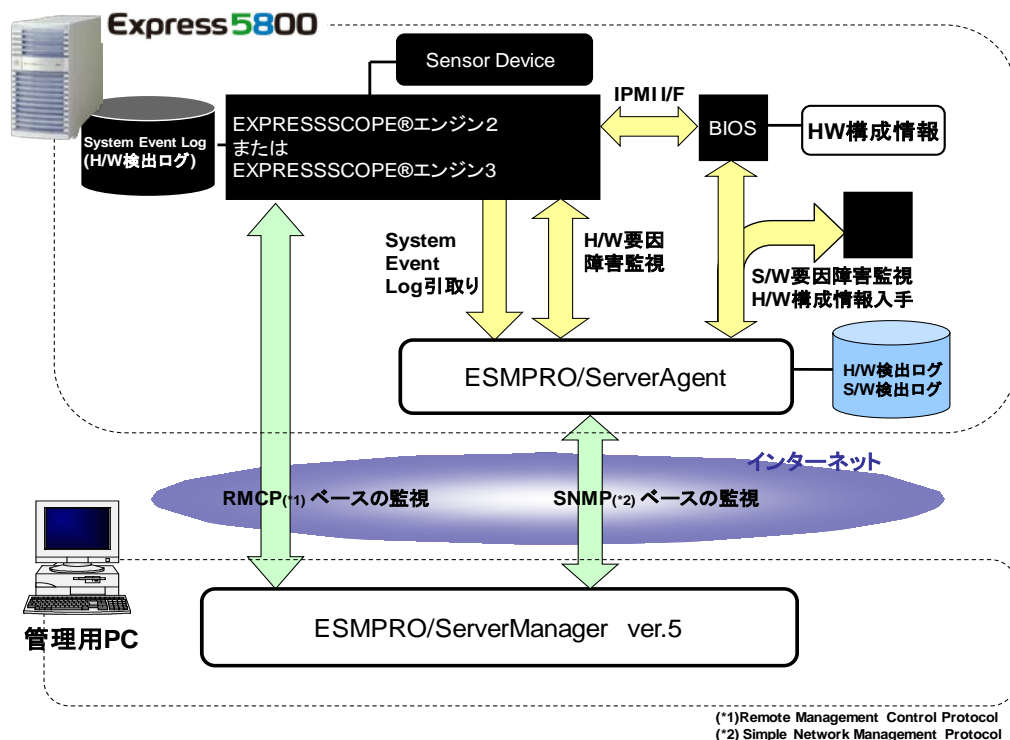 Express5800
Sensor Device
System Event Log
(H/W検出ログ)
EXPRESSSCOPE®エンジン2
または
EXPRESSSCOPE®エンジン3
IPMI I/F
BIOS
HW構成情報
System
Event
Log引取り
H/W要因
障害監視
S/W要因障害監視
H/W構成情報入手
ESMPRO/ServerAgent
H/W検出ログ
S/W検出ログ
インターネット
RMCP(*1) ベースの監視
SNMP(*2) ベースの監視
管理用PC
ESMPRO/ServerManager ver.5
(*1)Remote Management Control Protocol
(*2) Simple Network Management Protocol